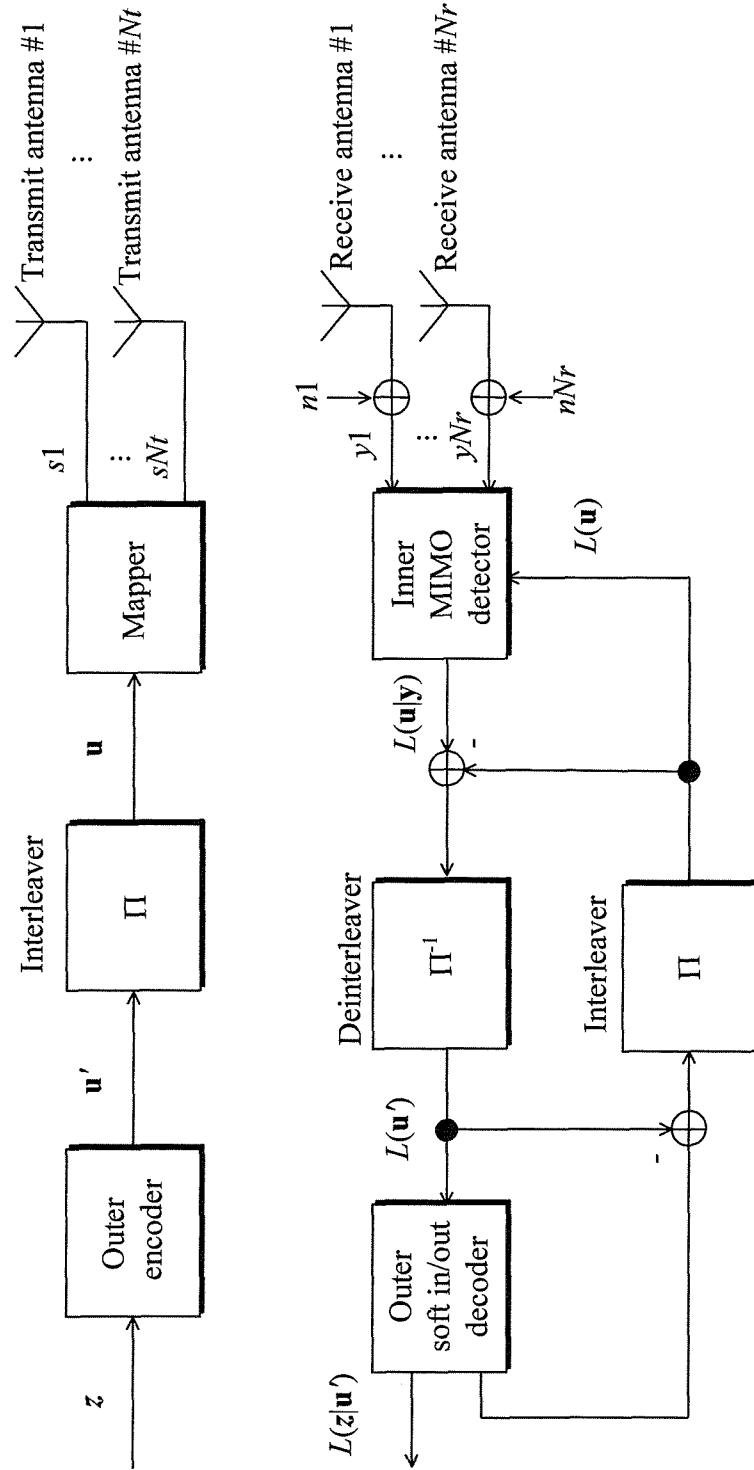 z
Outer
encoder
u'
Interleaver
Π
u
Mapper
s1
⋮
sNt
Transmit antenna #1
⋮
Transmit antenna #Nt
L(z|u')
Outer
soft in/out
decoder
L(u')
-
Deinterleaver
Π-1
Interleaver
Π
L(u|y)
-
Inner
MIMO
detector
L(u)
n1
y1
⋮
yNr
nNr
Receive antenna #1
⋮
Receive antenna #Nr